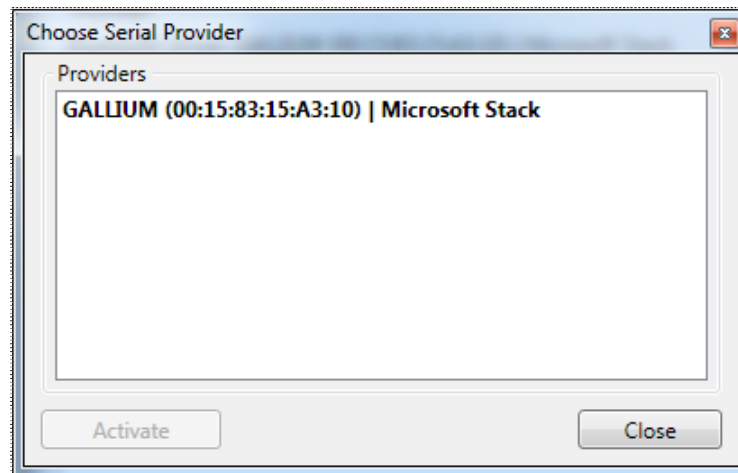 Choose Serial Provider
Providers
GALLIUM (00:15:83:15:A3:10) | Microsoft Stack
Activate
Close